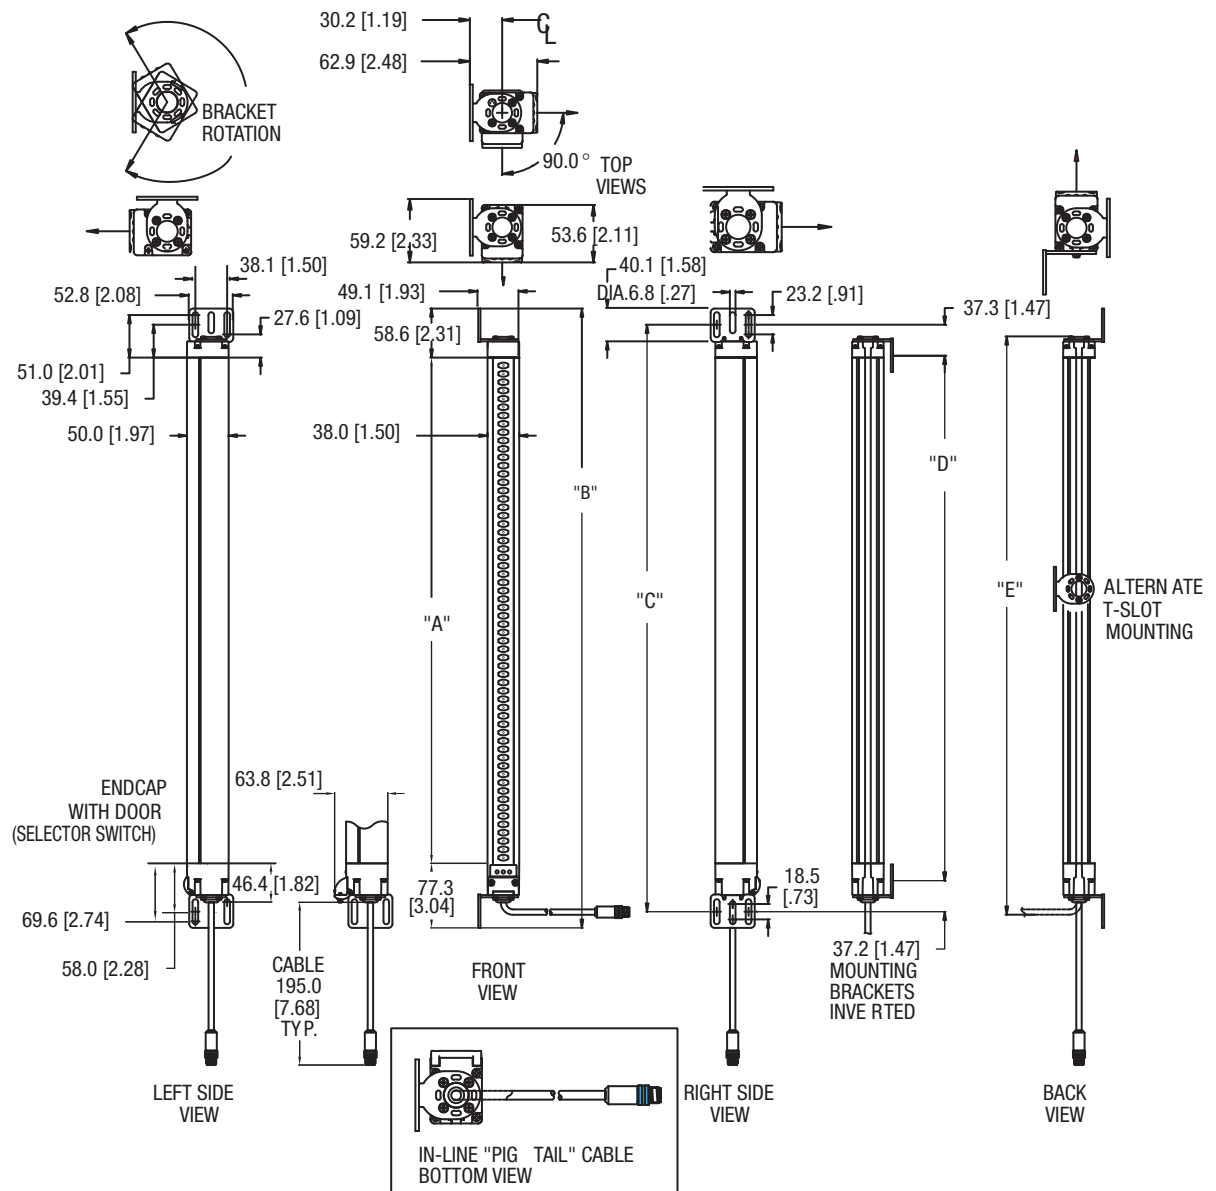 30.2 [1.19]
CL
62.9 [2.48]
BRACKET
ROTATION
90.0° TOP
VIEWS
59.2 [2.33]
53.6 [2.11]
38.1 [1.50]
52.8 [2.08]
27.6 [1.09]
51.0 [2.01]
39.4 [1.55]
50.0 [1.97]
49.1 [1.93]
58.6 [2.31]
38.0 [1.50]
40.1 [1.58]
DIA.6.8 [.27]
23.2 [.91]
37.3 [1.47]
"A"
"B"
"C"
"D"
"E"
ALTERN ATE
T-SLOT
MOUNTING
ENDCAP
WITH DOOR
(SELECTOR SWITCH)
63.8 [2.51]
46.4 [1.82]
69.6 [2.74]
58.0 [2.28]
77.3
[3.04]
18.5
[.73]
CABLE
195.0
[7.68]
TY P.
FRONT
VIEW
37.2 [1.47]
MOUNTING
BRACKETS
INVE RTED
LEFT SIDE
VIEW
RIGHT SIDE
VIEW
BACK
VIEW
IN-LINE "PIG TAIL" CABLE
BOTTOM VIEW